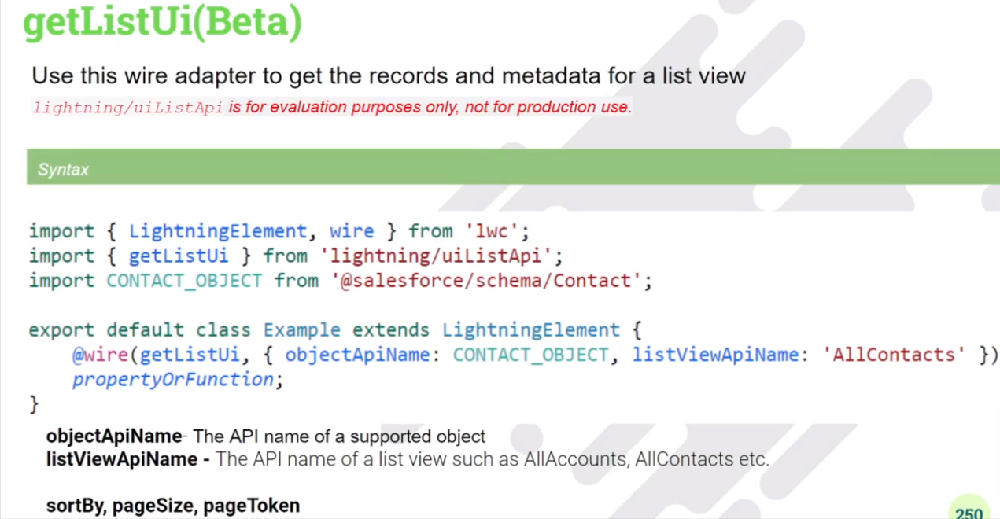 getListUi(Beta)
Use this wire adapter to get the records and metadata for a list view
lightning/uiListApi is for evaluation purposes only, not for production use.
Syntax
import { LightningElement, wire } from 'lwc';
import { getListUi } from 'lightning/uiListApi';
import CONTACT_OBJECT from '@salesforce/schema/Contact';
export default class Example extends LightningElement {
@wire(getListUi, { objectApiName: CONTACT_OBJECT, listViewApiName: 'AllContacts' })
propertyOrFunction;
}
objectApiName- The API name of a supported object
listViewApiName - The API name of a list view such as AllAccounts, AllContacts etc.
sortBy, pageSize, pageToken
250